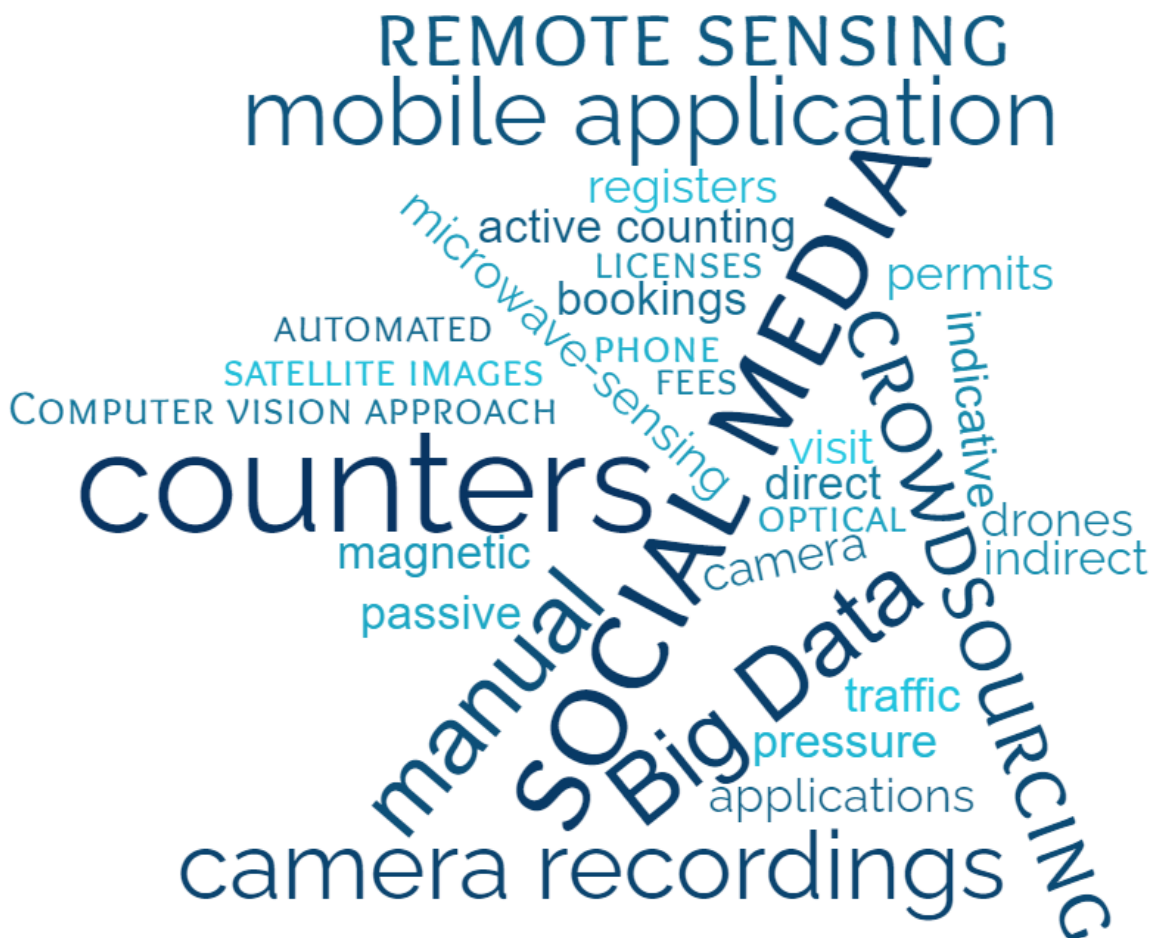 REMOTE SENSING
mobile application
registers
microwave-sensing
active counting
LICENSES
permits
bookings
SOCIAL MEDIA
AUTOMATED
PHONE
CROWDSOURCING
indicative
SATELLITE IMAGES
FEES
COMPUTER VISION APPROACH
counters
visit
direct
OPTICAL
drones
magnetic
camera
indirect
passive
manual
Big Data
traffic
pressure
applications
camera recordings